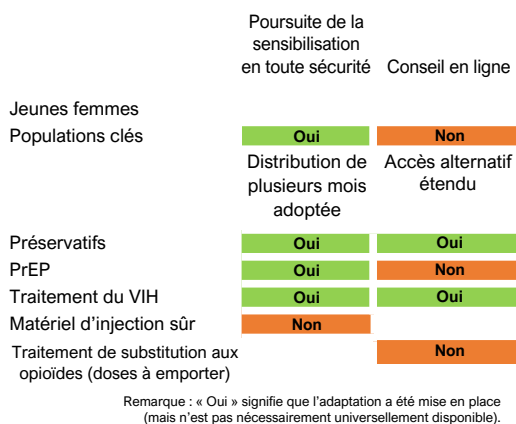 Poursuite de la
sensibilisation
en toute sécurité
Conseil en ligne
Jeunes femmes
Populations clés
Oui
Non
Distribution de
plusieurs mois
adoptée
Accès alternatif
étendu
Préservatifs
Oui
Oui
PrEP
Oui
Non
Traitement du VIH
Oui
Oui
Matériel d’injection sûr
Non
Traitement de substitution aux
opioïdes (doses à emporter)
Non
Remarque : « Oui » signifie que l’adaptation a été mise en place
(mais n’est pas nécessairement universellement disponible).